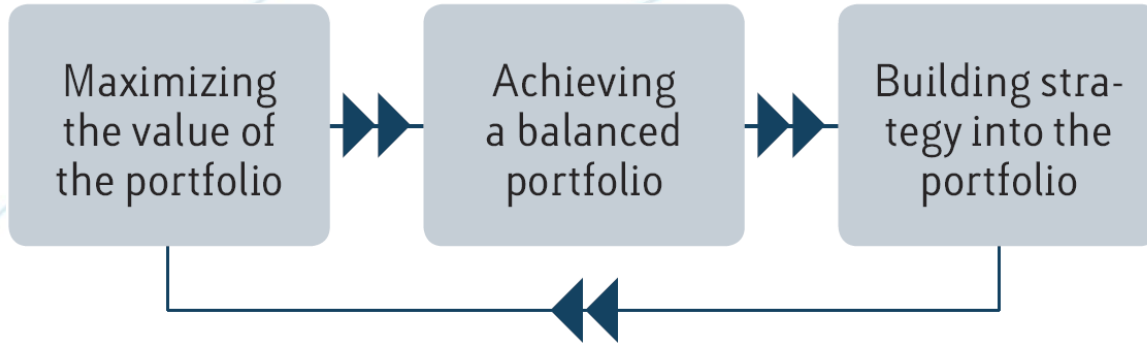 Maximizing
the value of
the portfolio
Achieving
a balanced
portfolio
Building stra-
tegy into the
portfolio